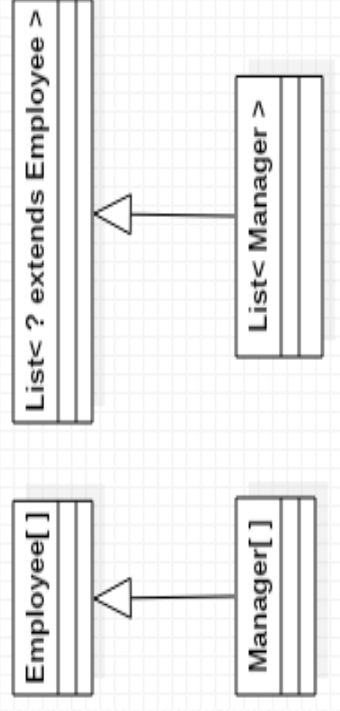 Employee[ ]
List< ? extends Employee >
Manager[ ]
List< Manager >